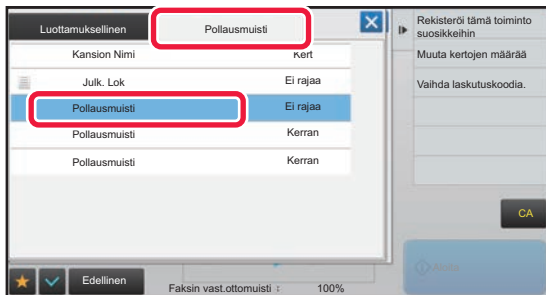 Luottamuksellinen
Pollausmuisti
Kansion Nimi
Kert
Julk. Lok
Ei rajaa
Pollausmuisti
Ei rajaa
Pollausmuisti
Kerran
Pollausmuisti
Kerran
Edellinen
Faksin vast.ottomuisti :
100%
Rekisteröi tämä toiminto
suosikkeihin
Muuta kertojen määrää
Vaihda laskutuskoodia.
CA
Aloita